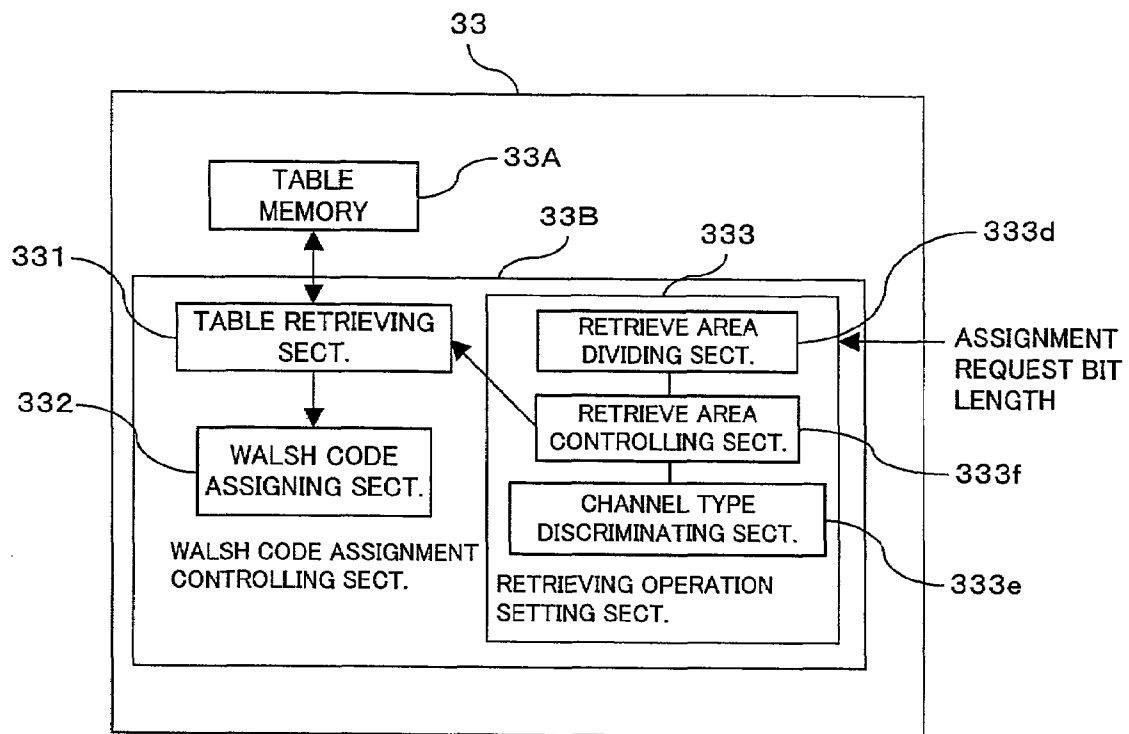 33
TABLE
MEMORY
33A
33B
333
333d
331
TABLE RETRIEVING
SECT.
RETRIEVE AREA
DIVIDING SECT.
ASSIGNMENT
REQUEST BIT
LENGTH
332
WALSH CODE
ASSIGNING SECT.
RETRIEVE AREA
CONTROLLING SECT.
333f
CHANNEL TYPE
DISCRIMINATING SECT.
333e
WALSH CODE ASSIGNMENT
CONTROLLING SECT.
RETRIEVING OPERATION
SETTING SECT.